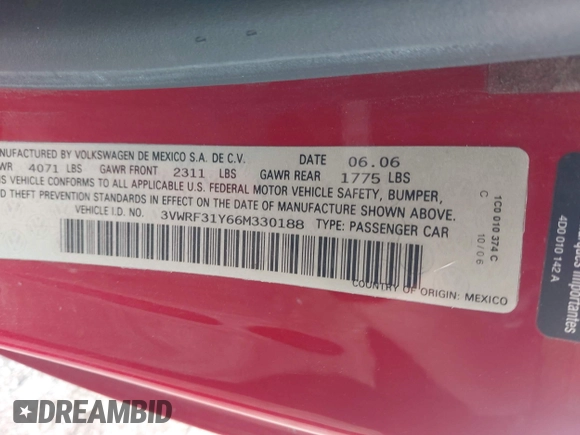 NUFACTURED BY VOLKSWAGEN DE MEXICO S.A. DE C.V. DATE 06.06
WR 4071 LBS GAWR FRONT 2311 LBS GAWR REAR 1775 LBS
IS VEHICLE CONFORMS TO ALL APPLICABLE U.S. FEDERAL MOTOR VEHICLE SAFETY, BUMPER,
D THEFT PREVENTION STANDARDS IN EFFECT ON THE DATE OF MANUFACTURE SHOWN ABOVE.
VEHICLE I.D. NO. 3VWRF31Y66M330188 TYPE: PASSENGER CAR
COUNTRY OF ORIGIN: MEXICO
1C0 010 374 C
C 10/06
4D0 010 142 A
importantes
DREAMBID